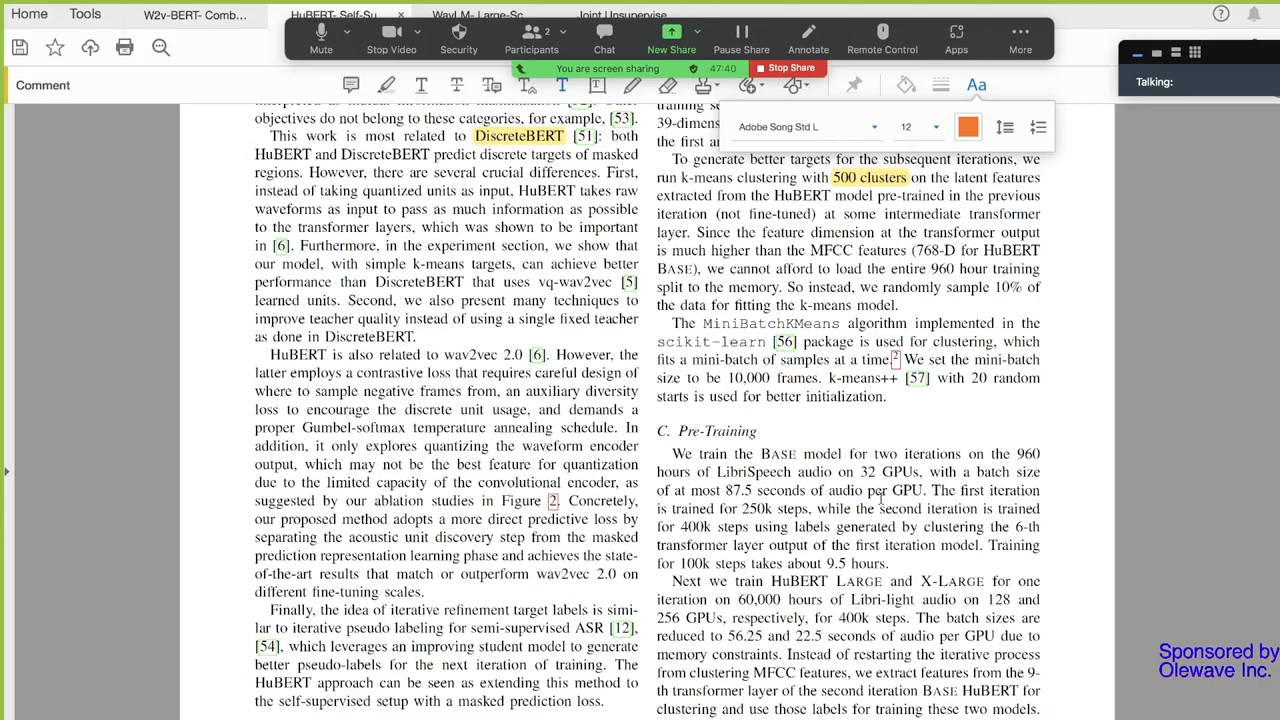 Home
Tools
W2v-BERT- Comb...
HuBERT- Self-Su
WavLM- Large-Sc
Joint Unsupervise
Mute
Stop Video
Security
Participants
2
Chat
New Share
Pause Share
Annotate
Remote Control
Apps
More
You are screen sharing
47:40
Stop Share
Talking:
Comment
Aa
Adobe Song Std L
12
objectives do not belong to these categories, for example, [53].
This work is most related to DiscreteBERT [51]: both
HuBERT and DiscreteBERT predict discrete targets of masked
regions. However, there are several crucial differences. First,
instead of taking quantized units as input, HuBERT takes raw
waveforms as input to pass as much information as possible
to the transformer layers, which was shown to be important
in [6]. Furthermore, in the experiment section, we show that
our model, with simple k-means targets, can achieve better
performance than DiscreteBERT that uses vq-wav2vec [5]
learned units. Second, we also present many techniques to
improve teacher quality instead of using a single fixed teacher
as done in DiscreteBERT.
HuBERT is also related to wav2vec 2.0 [6]. However, the
latter employs a contrastive loss that requires careful design of
where to sample negative frames from, an auxiliary diversity
loss to encourage the discrete unit usage, and demands a
proper Gumbel-softmax temperature annealing schedule. In
addition, it only explores quantizing the waveform encoder
output, which may not be the best feature for quantization
due to the limited capacity of the convolutional encoder, as
suggested by our ablation studies in Figure 2. Concretely,
our proposed method adopts a more direct predictive loss by
separating the acoustic unit discovery step from the masked
prediction representation learning phase and achieves the state-
of-the-art results that match or outperform wav2vec 2.0 on
different fine-tuning scales.
Finally, the idea of iterative refinement target labels is simi-
lar to iterative pseudo labeling for semi-supervised ASR [12],
[54], which leverages an improving student model to generate
better pseudo-labels for the next iteration of training. The
HuBERT approach can be seen as extending this method to
the self-supervised setup with a masked prediction loss.
training se
39-dimens
the first an
To generate better targets for the subsequent iterations, we
run k-means clustering with 500 clusters on the latent features
extracted from the HuBERT model pre-trained in the previous
iteration (not fine-tuned) at some intermediate transformer
layer. Since the feature dimension at the transformer output
is much higher than the MFCC features (768-D for HuBERT
BASE), we cannot afford to load the entire 960 hour training
split to the memory. So instead, we randomly sample 10% of
the data for fitting the k-means model.
The MiniBatchKMeans algorithm implemented in the
scikit-learn [56] package is used for clustering, which
fits a mini-batch of samples at a time.2 We set the mini-batch
size to be 10,000 frames. k-means++ [57] with 20 random
starts is used for better initialization.
C. Pre-Training
We train the BASE model for two iterations on the 960
hours of LibriSpeech audio on 32 GPUs, with a batch size
of at most 87.5 seconds of audio per GPU. The first iteration
is trained for 250k steps, while the second iteration is trained
for 400k steps using labels generated by clustering the 6-th
transformer layer output of the first iteration model. Training
for 100k steps takes about 9.5 hours.
Next we train HuBERT LARGE and X-LARGE for one
iteration on 60,000 hours of Libri-light audio on 128 and
256 GPUs, respectively, for 400k steps. The batch sizes are
reduced to 56.25 and 22.5 seconds of audio per GPU due to
memory constraints. Instead of restarting the iterative process
from clustering MFCC features, we extract features from the 9-
th transformer layer of the second iteration BASE HuBERT for
clustering and use those labels for training these two models.
Sponsored by
Olewave Inc.